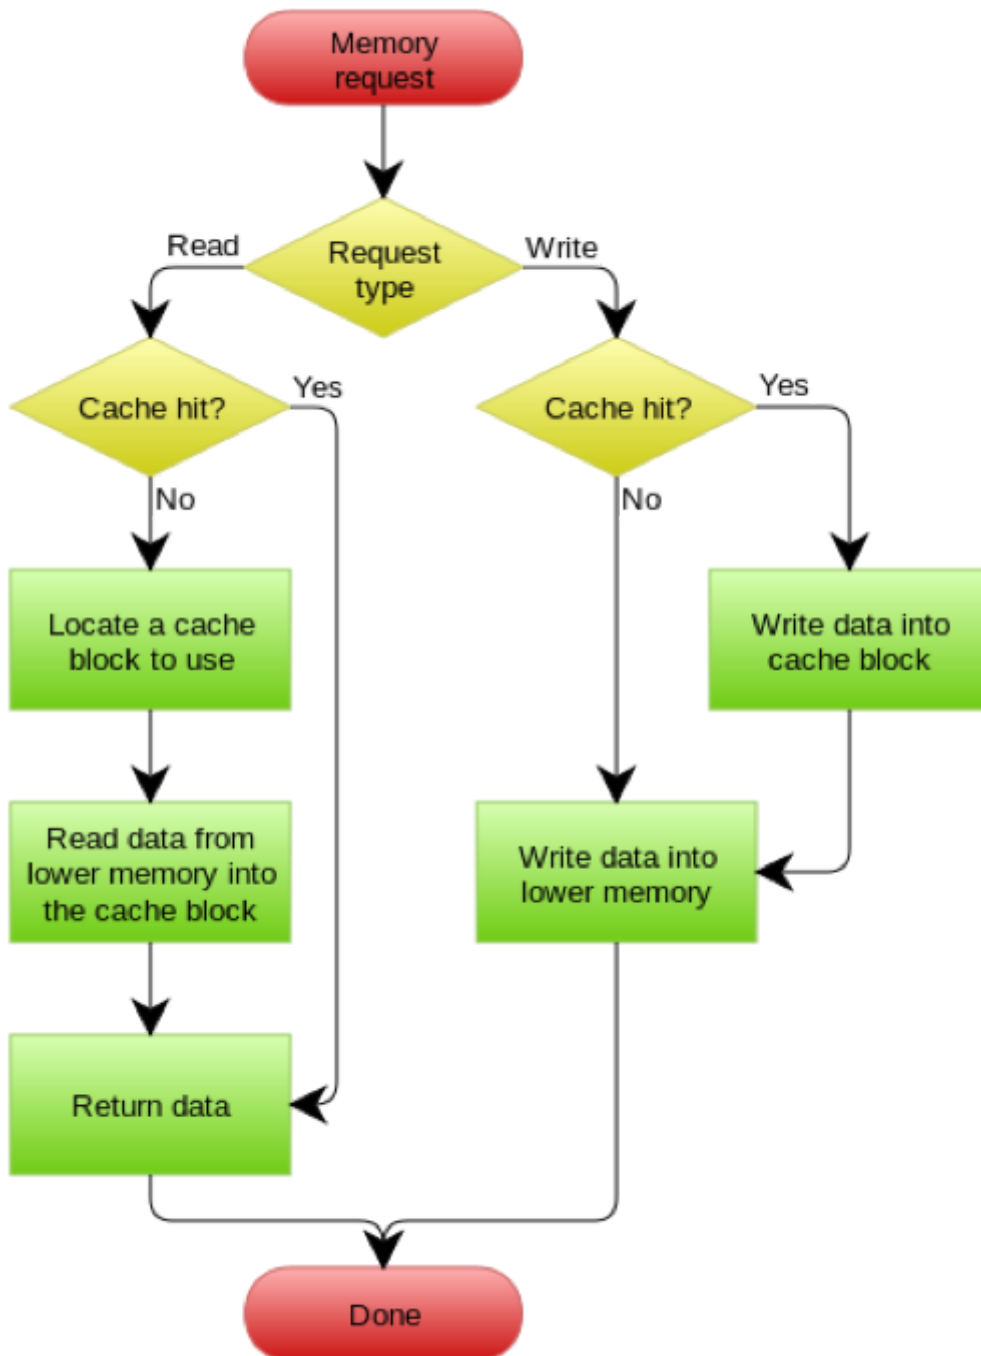 Memory
request
Read
Request
type
Write
Cache hit?
Yes
Cache hit?
Yes
No
No
Locate a cache
block to use
Write data into
cache block
Read data from
lower memory into
the cache block
Write data into
lower memory
Return data
Done